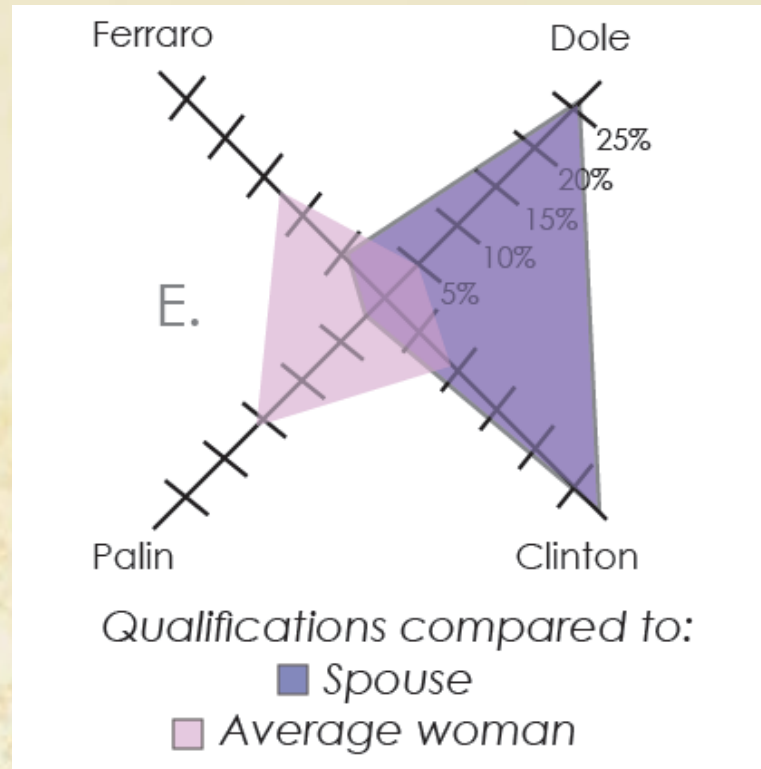 Ferraro
Dole
25%
20%
15%
10%
5%
E.
Palin
Clinton
Qualifications compared to:
Spouse
Average woman